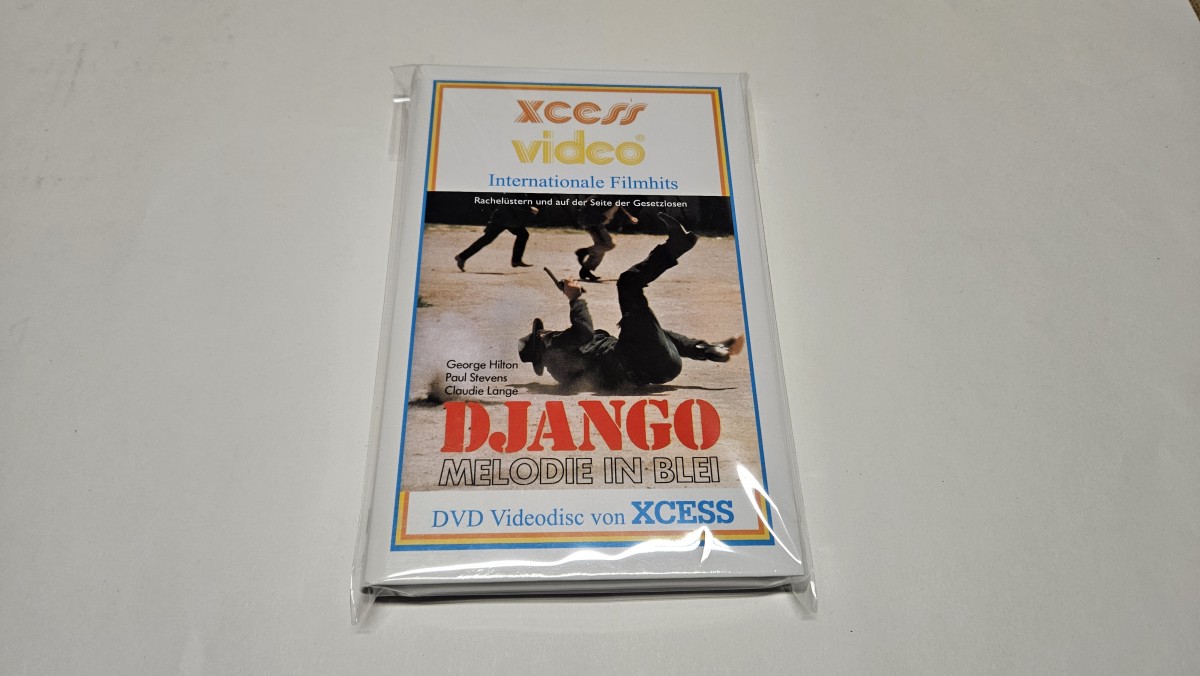 xcess
video®
Internationale Filmhits
Rachelüstern und auf der Seite der Gesetzlosen
George Hilton
Paul Stevens
Claudie Lange
DJANGO
MELODIE IN BLEI
DVD Videodisc von XCESS